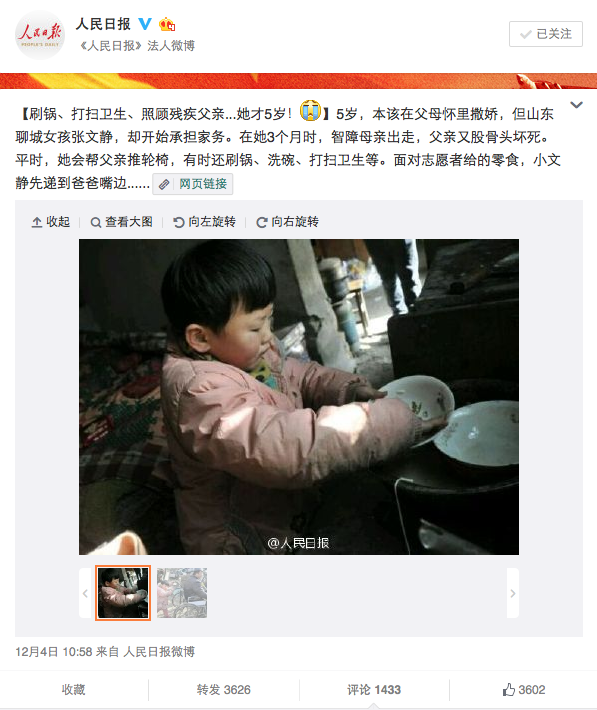 人民日报
PEOPLE'S DAILY
人民日报
《人民日报》 法人微博
已关注
【刷锅、打扫卫生、照顾残疾父亲...她才5岁！】5岁，本该在父母怀里撒娇，但山东
聊城女孩张文静，却开始承担家务。在她3个月时，智障母亲出走，父亲又股骨头坏死。
平时，她会帮父亲推轮椅，有时还刷锅、洗碗、打扫卫生等。面对志愿者给的零食，小文
静先递到爸爸嘴边...... 网页链接
收起 查看大图 向左旋转 向右旋转
@人民日报
12月4日 10:58 来自 人民日报微博
收藏 转发 3626 评论 1433 3602